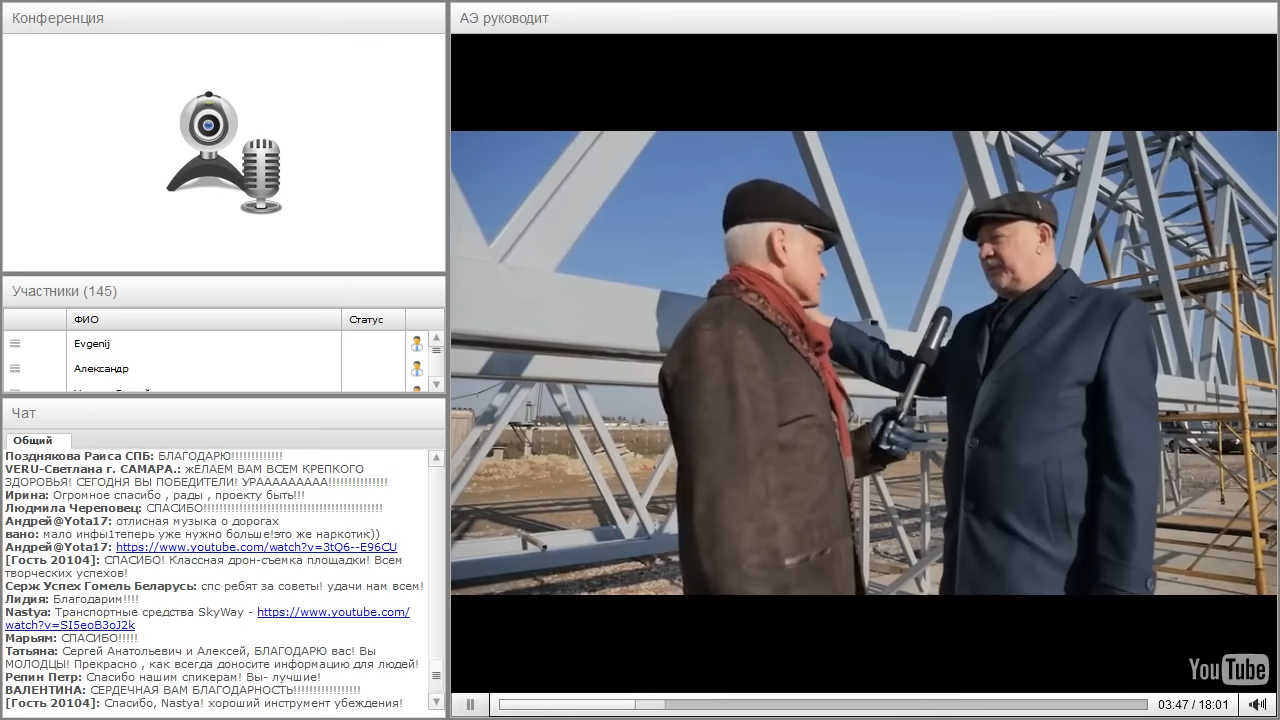 Конференция
АЭ руководит
Участники (145)
ФИО Статус
Evgenij
Александр
Чат
Общий
Позднякова Раиса СПБ: БЛАГОДАРЮ!!!!!!!!!!!!!
VERU-Светлана г. САМАРА.: жЕЛАЕМ ВАМ ВСЕМ КРЕПКОГО
ЗДОРОВЬЯ! СЕГОДНЯ ВЫ ПОБЕДИТЕЛИ! УРАААААААА!!!!!!!!!!!!!!!
Ирина: Огромное спасибо , рады , проекту быть!!!
Людмила Череповец: СПАСИБО!!!!!!!!!!!!!!!!!!!!!!!!!!!!!!!!!!!!!!!!!!!!!
Андрей@Yota17: отлисная музыка о дорогах
вано: мало инфы1теперь уже нужно больше!это же наркотик))
Андрей@Yota17: https://www.youtube.com/watch?v=3tQ6--E96CU
[Гость 20104]: СПАСИБО! Классная дрон-съемка площадки! Всем
творческих успехов!
Серж Успех Гомель Беларусь: спс ребят за советы! удачи нам всем!
Лидия: Благодарим!!!!
Nastya: Транспортные средства SkyWay - https://www.youtube.com/
watch?v=SI5eoB3oJ2k
Марьям: СПАСИБО!!!!!
Татьяна: Сергей Анатольевич и Алексей, БЛАГОДАРЮ вас! Вы
МОЛОДЦЫ! Прекрасно , как всегда доносите информацию для людей!
Репин Петр: Спасибо нашим спикерам! Вы- лучшие!
ВАЛЕНТИНА: СЕРДЕЧНАЯ ВАМ БЛАГОДАРНОСТЬ!!!!!!!!!!!!!!!!!
[Гость 20104]: Спасибо, Nastya! хороший инструмент убеждения!
YouTube
03:47 / 18:01